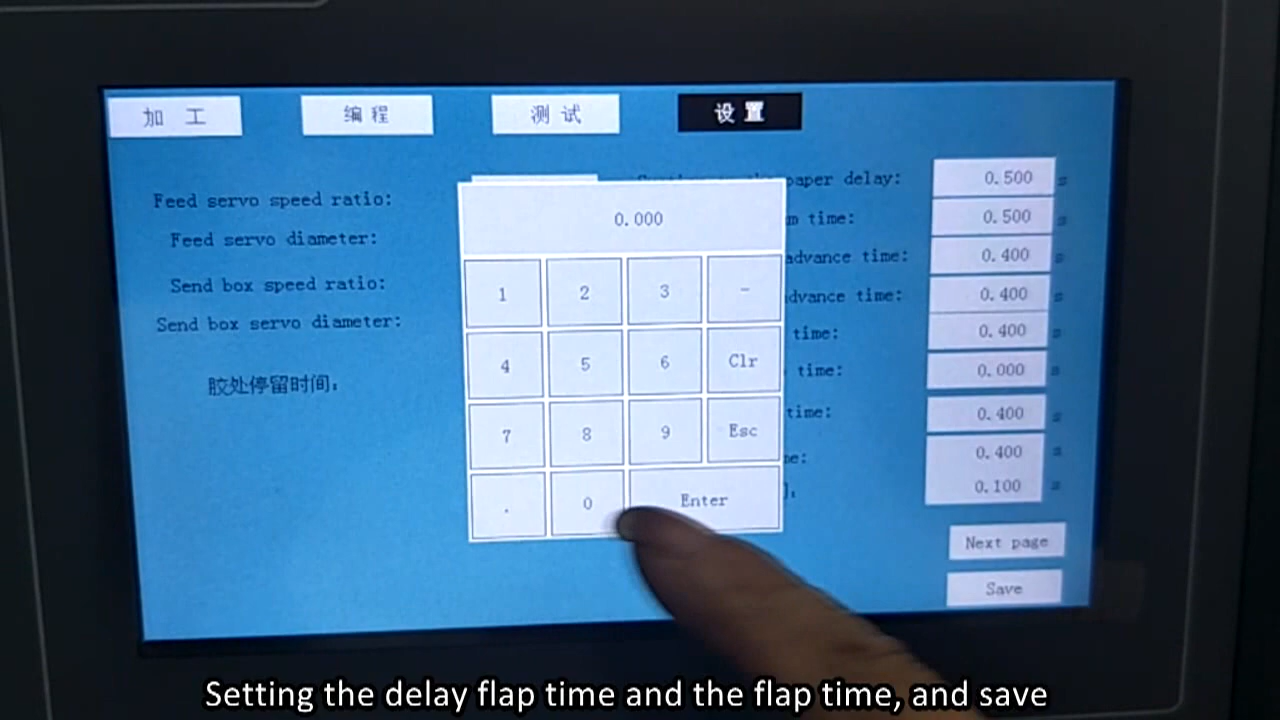 加 工
编 程
测 试
设 置
Feed servo speed ratio:
Feed servo diameter:
Send box speed ratio:
Send box servo diameter:
胶处停留时间:
0.000
1 2 3 -
4 5 6 Clr
7 8 9 Esc
. 0 Enter
paper delay: 0.500 s
time: 0.500
advance time: 0.400 s
advance time: 0.400 s
time: 0.400 s
time: 0.000 s
time: 0.400 s
0.400 s
0.100 s
Next page
Save
Setting the delay flap time and the flap time, and save